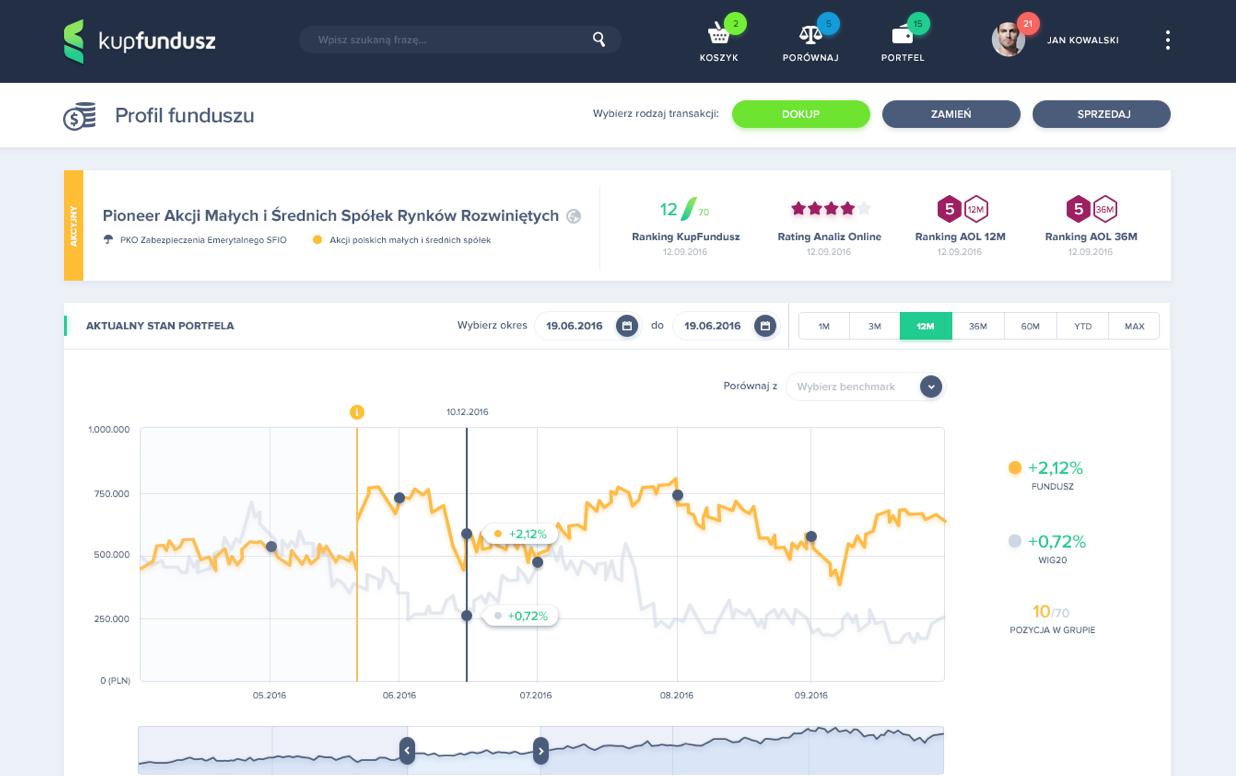 kupfundusz
Wpisz szukaną frazę...
2
KOSZYK
5
PORÓWNAJ
15
PORTFEL
21
JAN KOWALSKI
Profil funduszu
Wybierz rodzaj transakcji:
DOKUP
ZAMIEŃ
SPRZEDAJ
AKCYJNY
Pioneer Akcji Małych i Średnich Spółek Rynków Rozwiniętych
PKO Zabezpieczenia Emerytalnego SFIO
Akcji polskich małych i średnich spółek
12 70
Ranking KupFundusz
12.09.2016
Rating Analiz Online
12.09.2016
5 12M
Ranking AOL 12M
12.09.2016
5 36M
Ranking AOL 36M
12.09.2016
AKTUALNY STAN PORTFELA
Wybierz okres
19.06.2016
do
19.06.2016
1M
3M
12M
36M
60M
YTD
MAX
Porównaj z
Wybierz benchmark
i
10.12.2016
1.000.000
750.000
500.000
250.000
0 (PLN)
+2,12%
+0,72%
05.2016
06.2016
07.2016
08.2016
09.2016
+2,12%
FUNDUSZ
+0,72%
WIG20
10/70
POZYCJA W GRUPIE